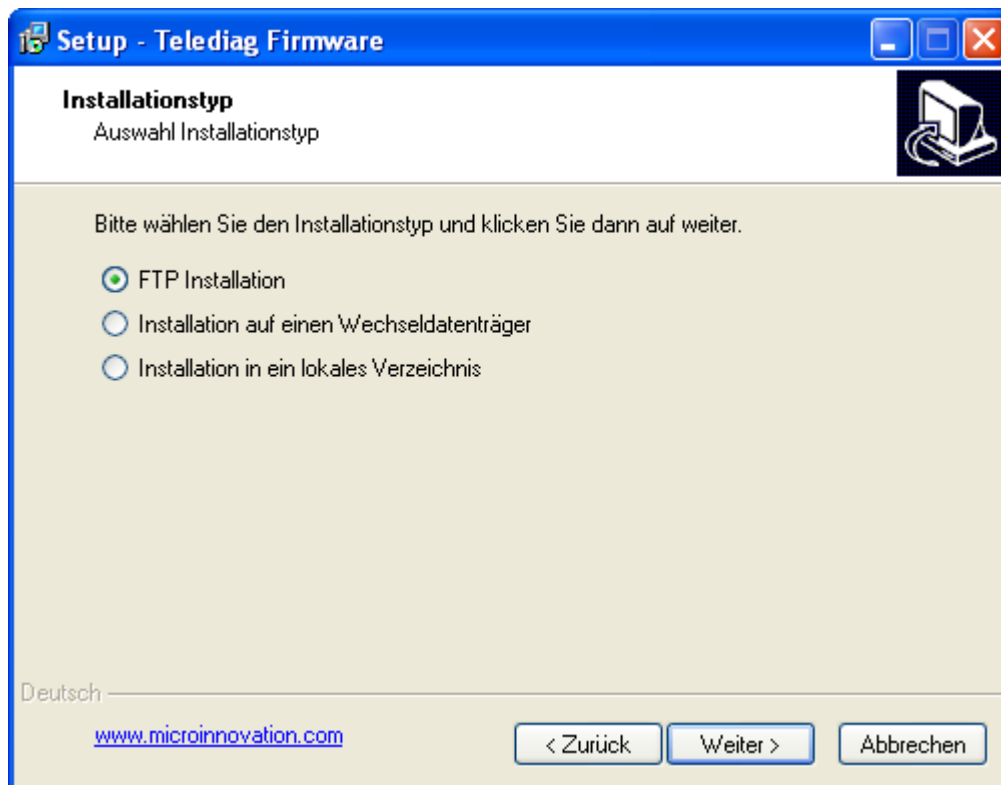 Setup - Telediag Firmware
Installationstyp
Auswahl Installationstyp
Bitte wählen Sie den Installationstyp und klicken Sie dann auf weiter.
FTP Installation
Installation auf einen Wechseldatenträger
Installation in ein lokales Verzeichnis
Deutsch
www.microinnovation.com
< Zurück
Weiter >
Abbrechen